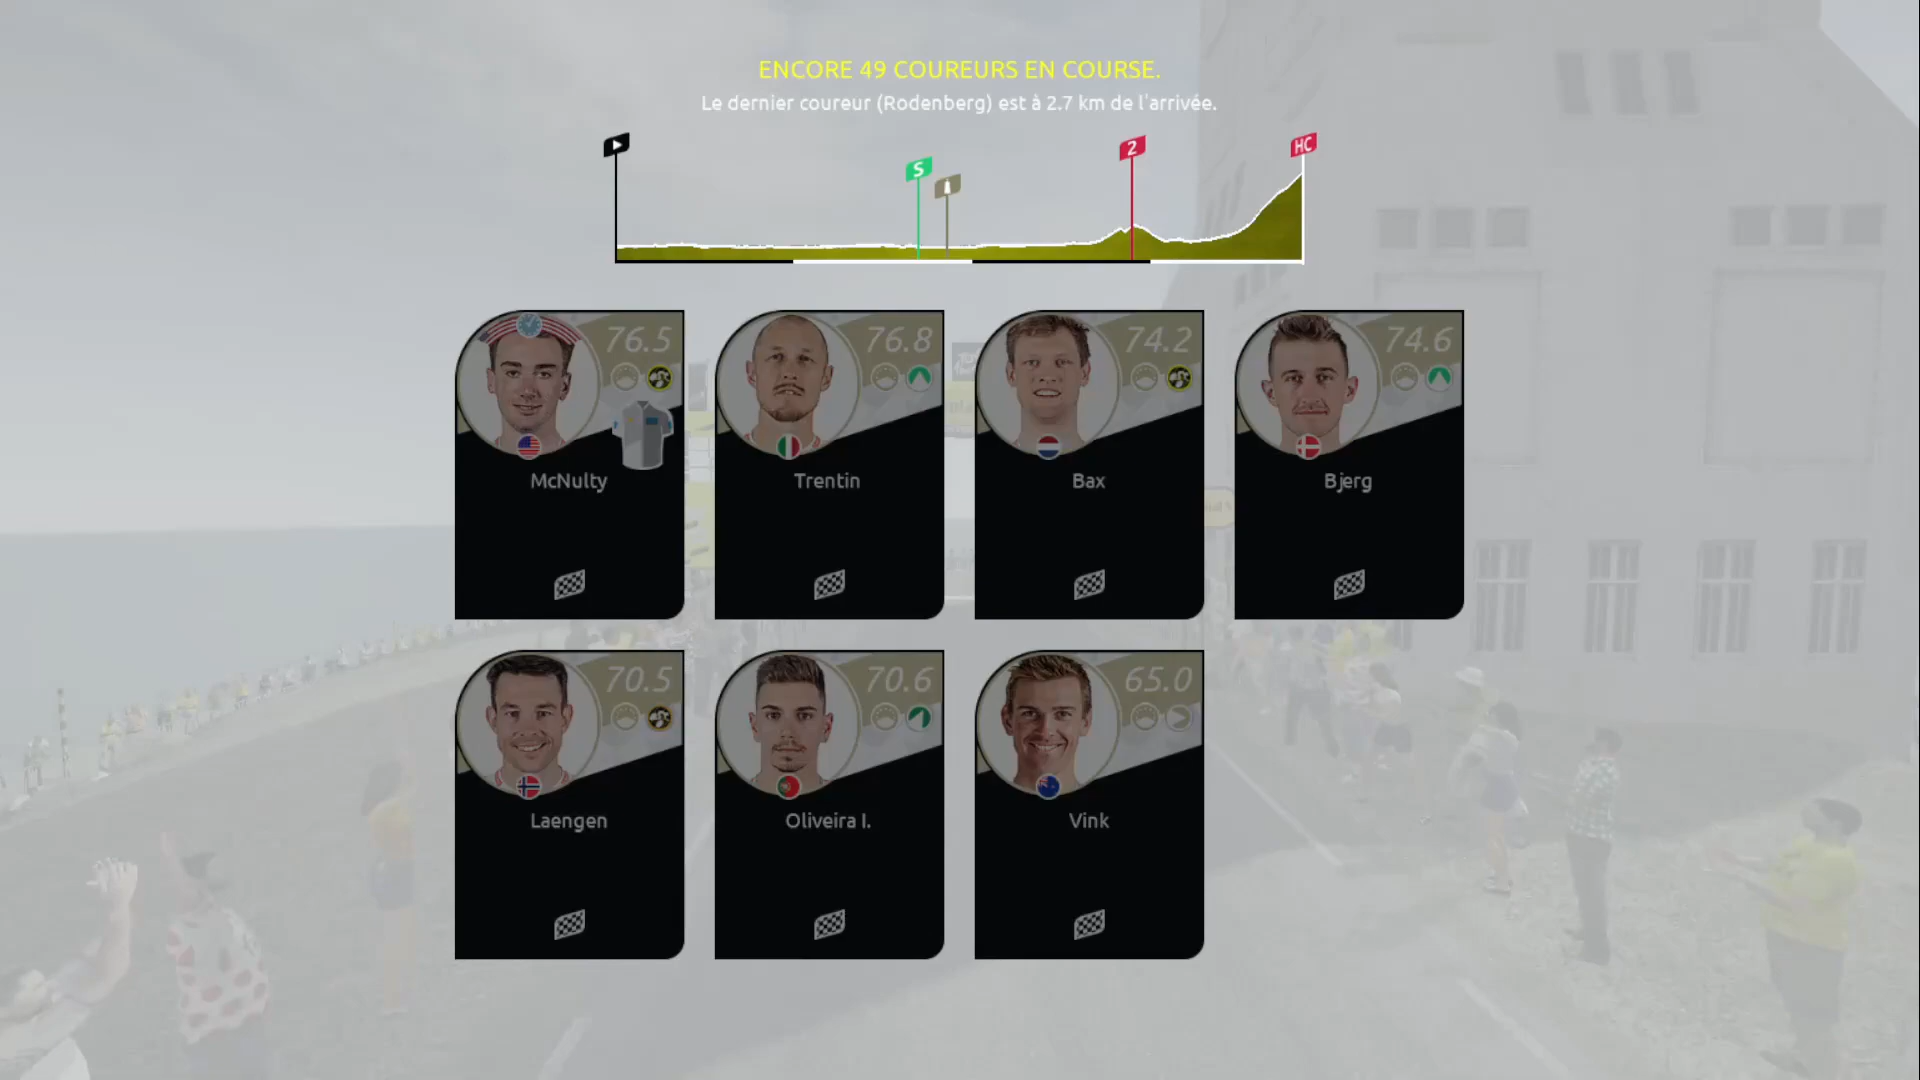 ENCORE 49 COUREURS EN COURSE.
Le dernier coureur (Rodenberg) est à 2.7 km de l'arrivée.
S
2
HC
76.5
McNulty
76.8
Trentin
74.2
Bax
74.6
Bjerg
70.5
Laengen
70.6
Oliveira I.
65.0
Vink